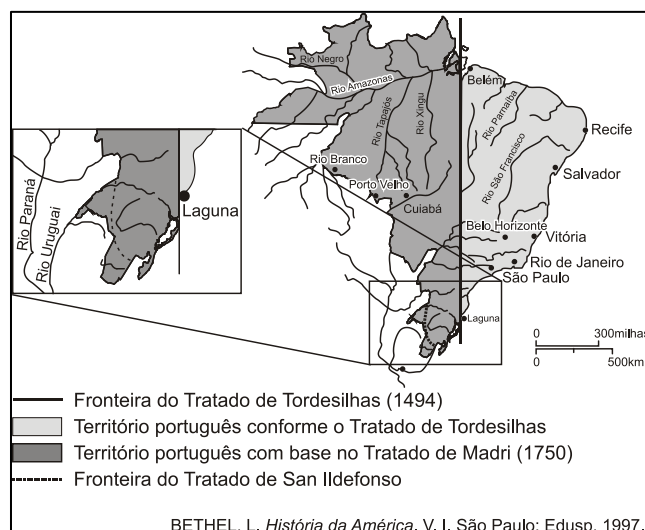 Rio Negro
Rio Amazonas
Belém
Rio Tapajós
Rio Xingu
Rio Parnaíba
Recife
Rio São Francisco
Salvador
Rio Branco
Porto Velho
Cuiabá
Belo Horizonte
Vitória
Rio de Janeiro
São Paulo
Laguna
Rio Paraná
Rio Uruguai
Laguna
0 300milhas
0 500km
Fronteira do Tratado de Tordesilhas (1494)
Território português conforme o Tratado de Tordesilhas
Território português com base no Tratado de Madri (1750)
Fronteira do Tratado de San Ildefonso
BETHEL, L. História da América. V. I. São Paulo: Edusp, 1997.